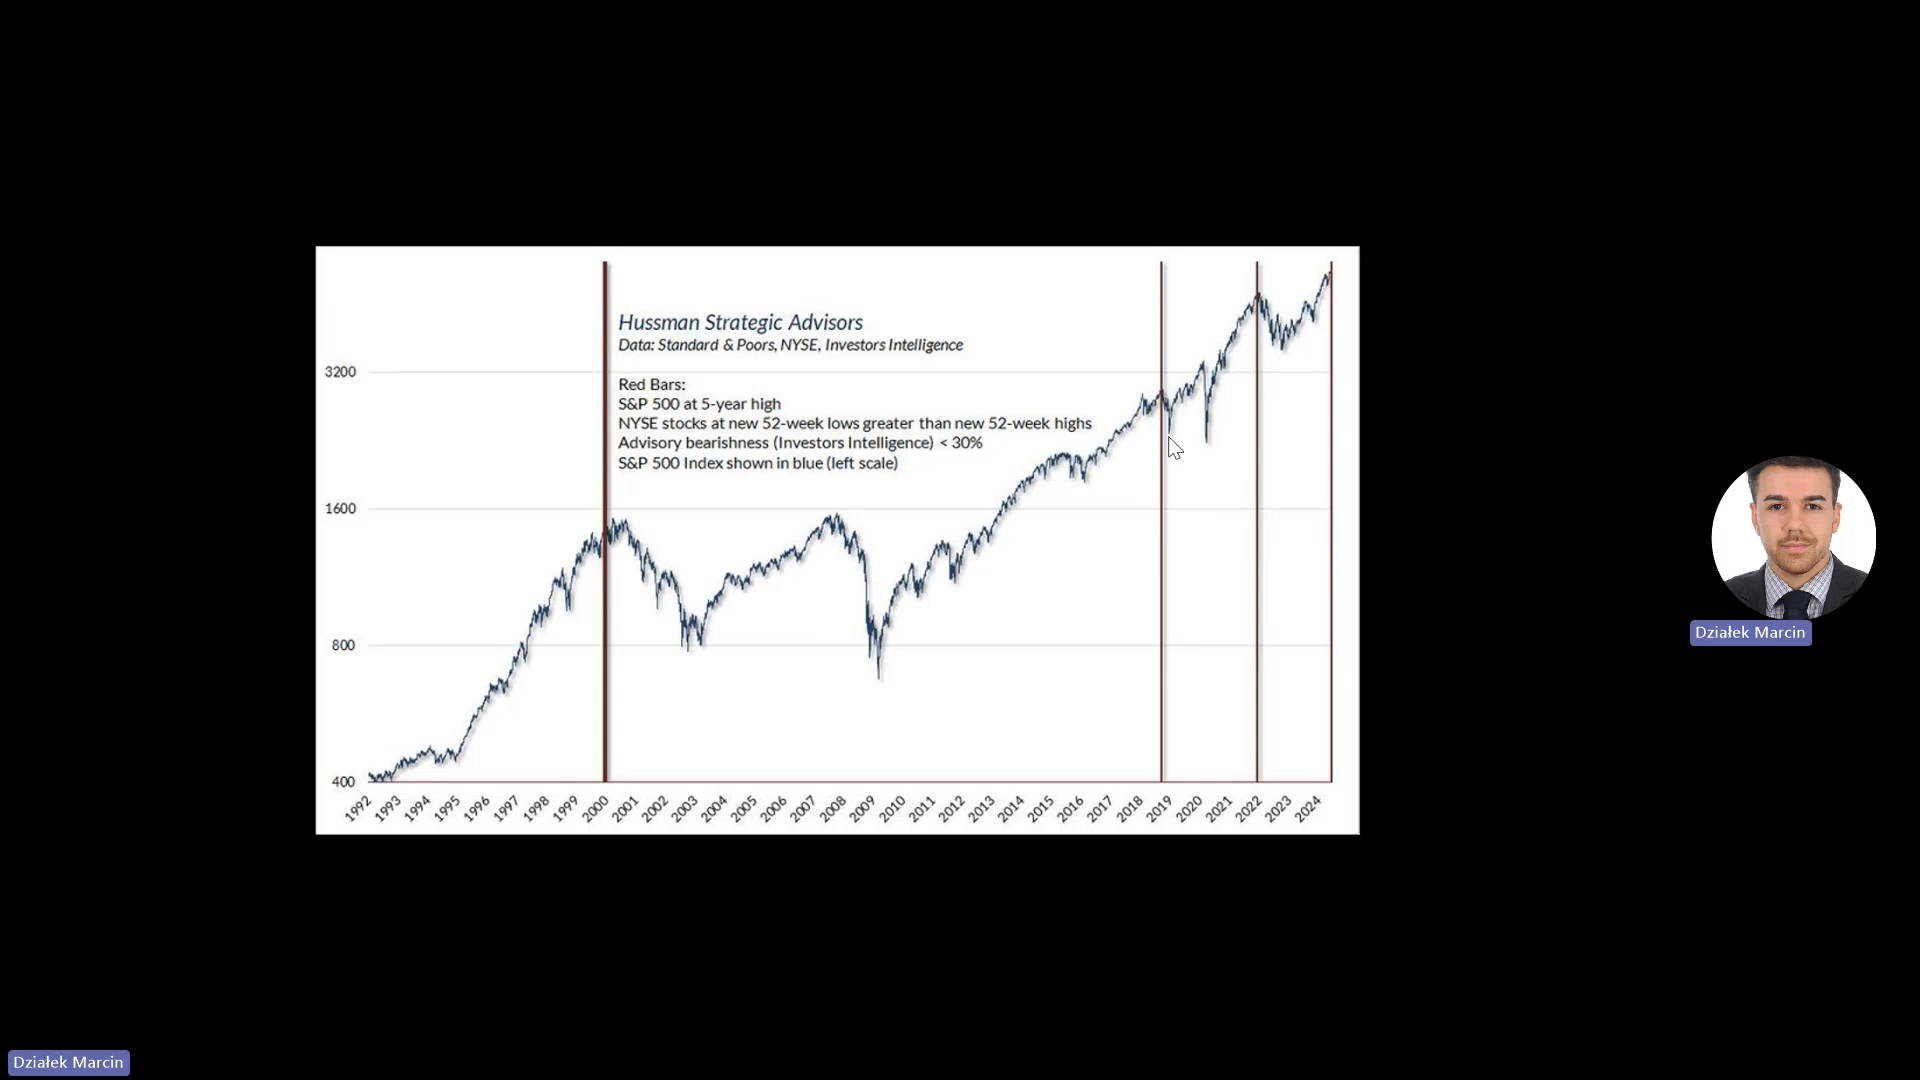 Hussman Strategic Advisors
Data: Standard & Poors, NYSE, Investors Intelligence
Red Bars:
S&P 500 at 5-year high
NYSE stocks at new 52-week lows greater than new 52-week highs
Advisory bearishness (Investors Intelligence) < 30%
S&P 500 Index shown in blue (left scale)
3200
1600
800
400
1992 1993 1994 1995 1996 1997 1998 1999 2000 2001 2002 2003 2004 2005 2006 2007 2008 2009 2010 2011 2012 2013 2014 2015 2016 2017 2018 2019 2020 2021 2022 2023 2024
Działek Marcin
Działek Marcin